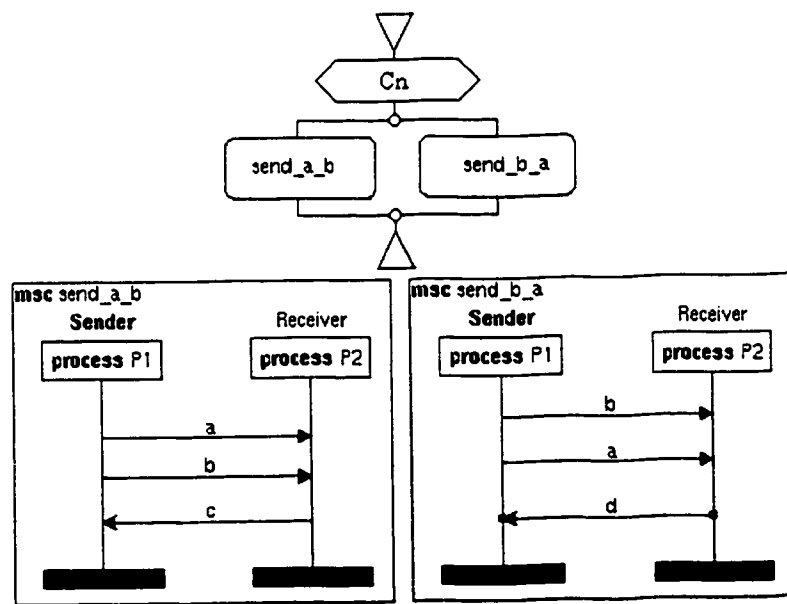 Cn
send_a_b
send_b_a
msc send_a_b
Sender
Receiver
process P1
process P2
a
b
c
msc send_b_a
Sender
Receiver
process P1
process P2
b
a
d